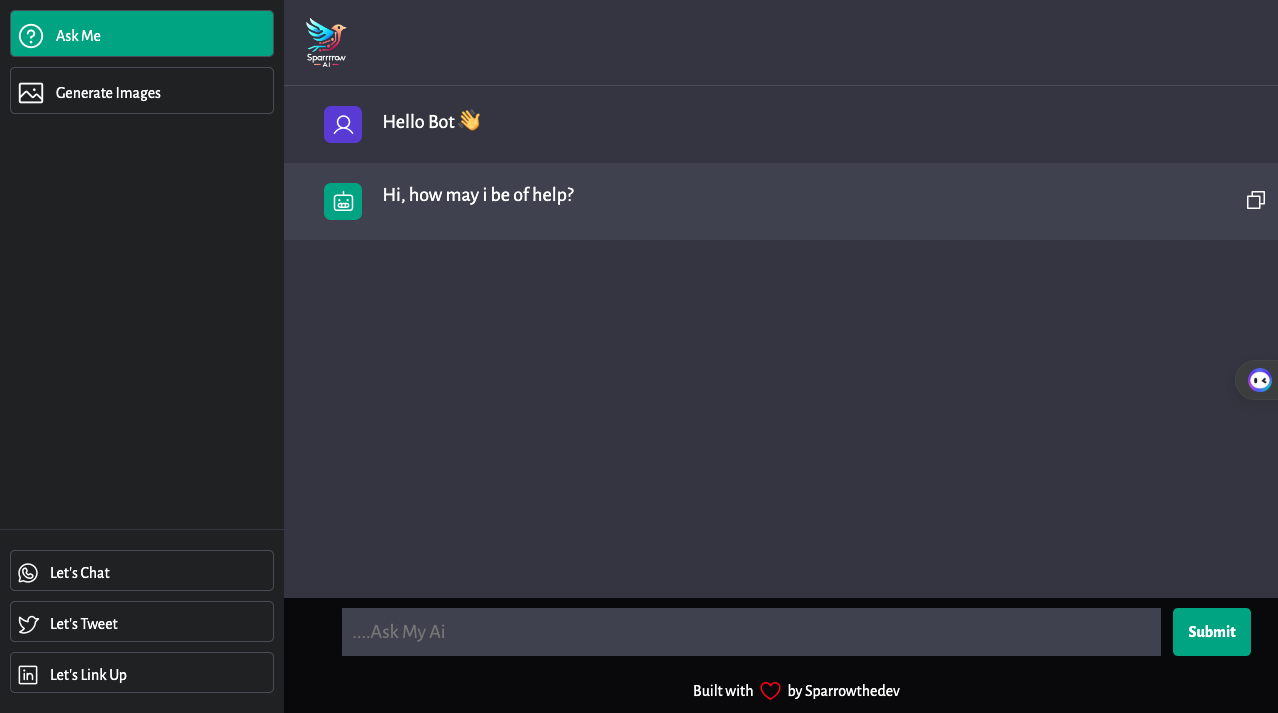 Ask Me
Generate Images
Let's Chat
Let's Tweet
Let's Link Up
Sparrrrow
AI
Hello Bot 👋
Hi, how may i be of help?
....Ask My Ai
Submit
Built with by Sparrowthedev